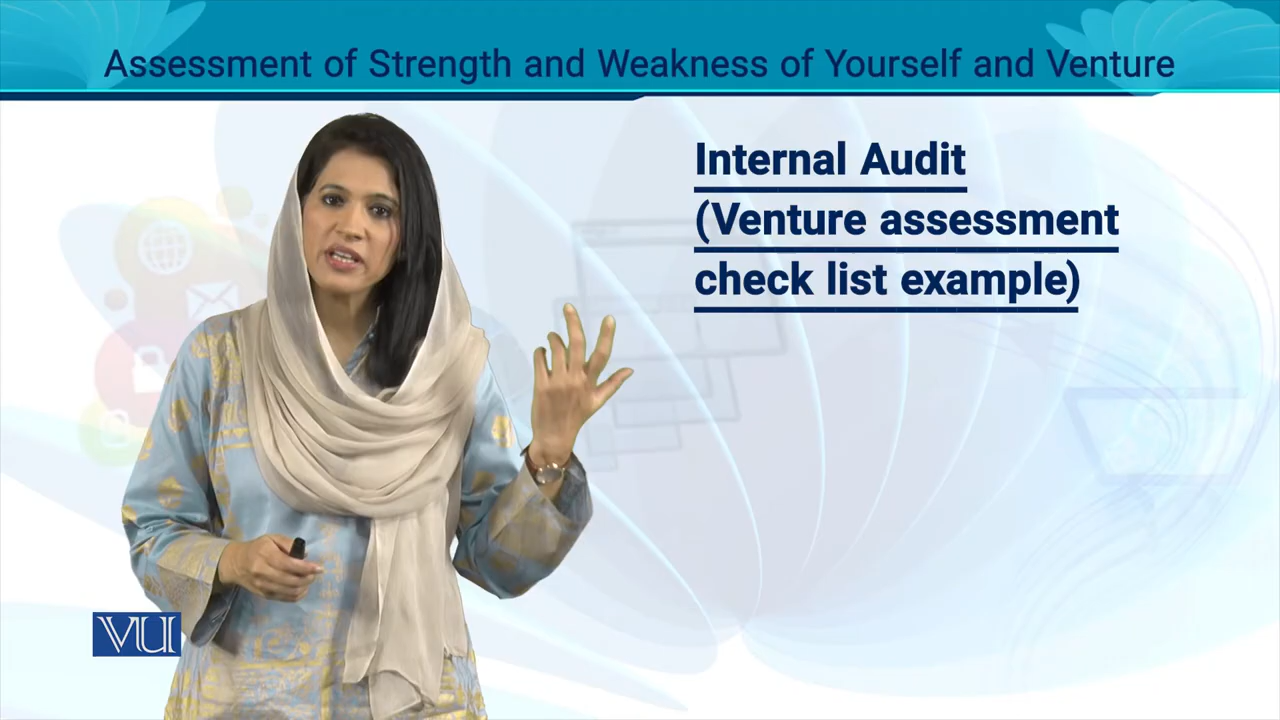 Assessment of Strength and Weakness of Yourself and Venture
Internal Audit
(Venture assessment
check list example)
VU